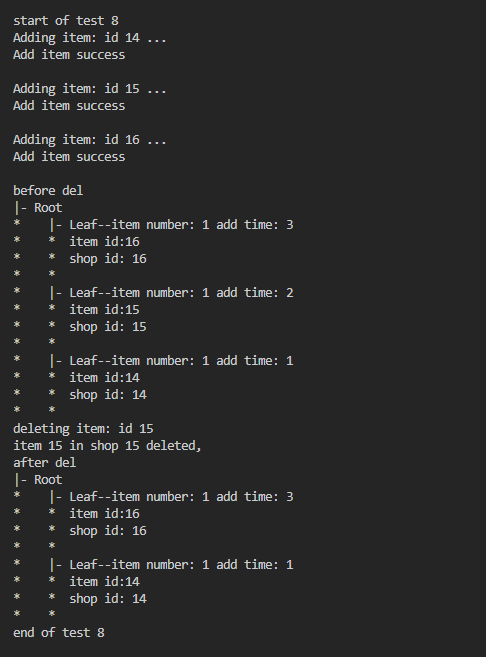 start of test 8
Adding item: id 14 ...
Add item success

Adding item: id 15 ...
Add item success

Adding item: id 16 ...
Add item success

before del
|- Root
*    |- Leaf--item number: 1 add time: 3
*    *  item id:16
*    *  shop id: 16
*    *
*    |- Leaf--item number: 1 add time: 2
*    *  item id:15
*    *  shop id: 15
*    *
*    |- Leaf--item number: 1 add time: 1
*    *  item id:14
*    *  shop id: 14
*    *
deleting item: id 15
item 15 in shop 15 deleted,
after del
|- Root
*    |- Leaf--item number: 1 add time: 3
*    *  item id:16
*    *  shop id: 16
*    *
*    |- Leaf--item number: 1 add time: 1
*    *  item id:14
*    *  shop id: 14
*    *
end of test 8